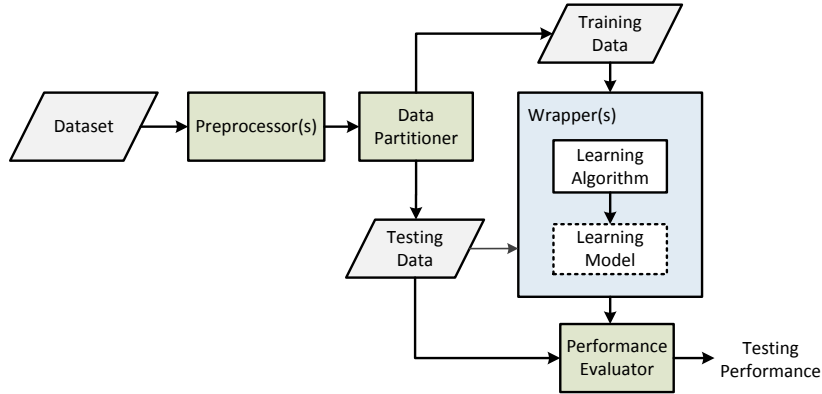 Training
Data
Dataset
Preprocessor(s)
Data
Partitioner
Wrapper(s)
Learning
Algorithm
Testing
Data
Learning
Model
Performance
Evaluator
Testing
Performance